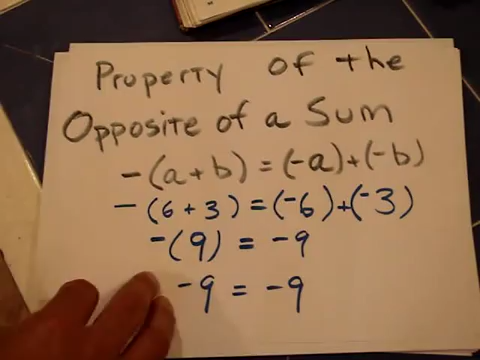 Property of the
Opposite of a Sum
-(a+b) = (-a)+(-b)
-(6+3) = (-6)+(-3)
-(9) = -9
-9 = -9